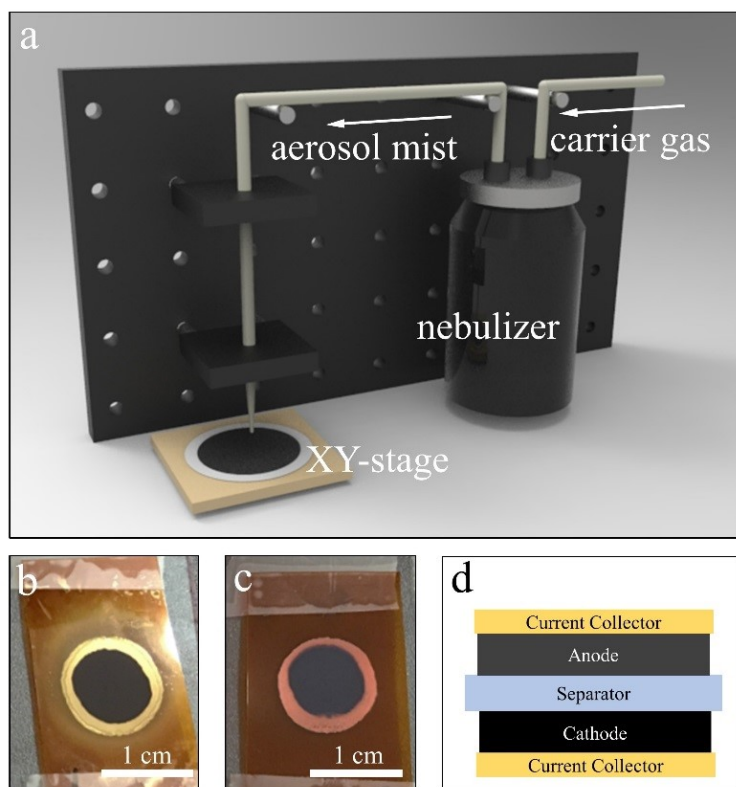 a
carrier gas
aerosol mist
nebulizer
XY-stage
b
1 cm
c
1 cm
d
Current Collector
Anode
Separator
Cathode
Current Collector